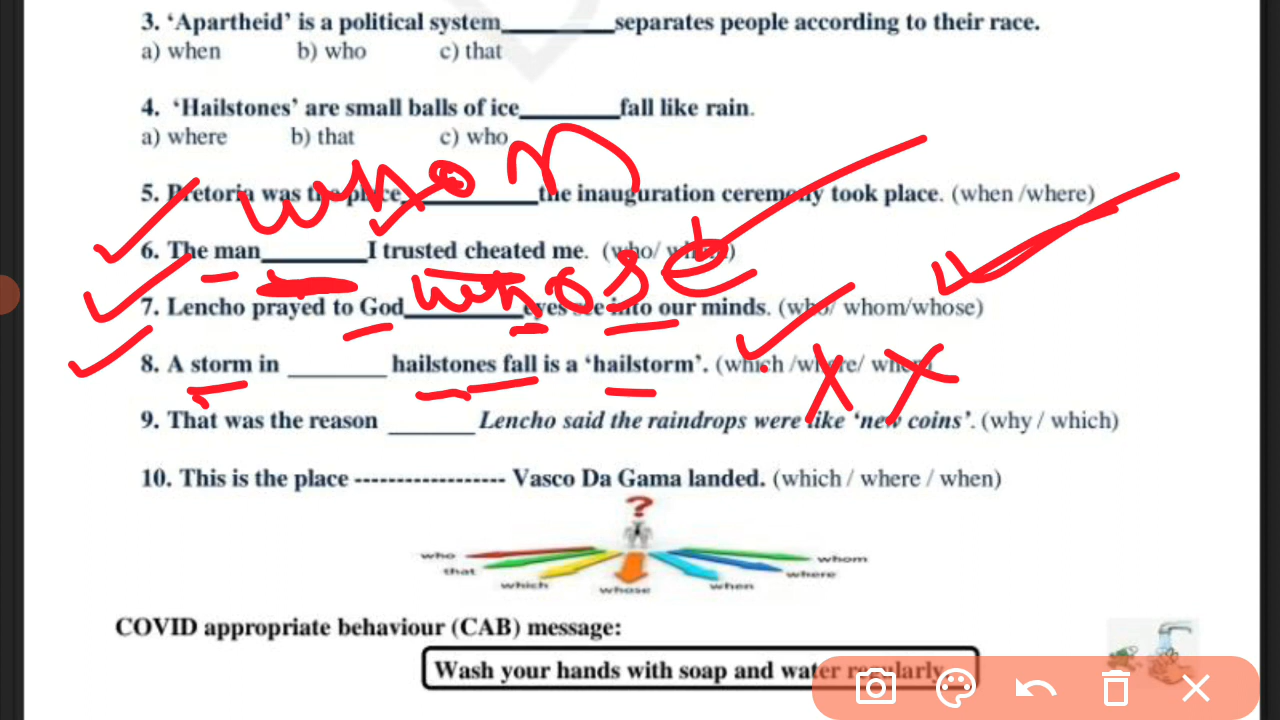 3. ‘Apartheid’ is a political system________separates people according to their race.
a) when b) who c) that
4. ‘Hailstones’ are small balls of ice_______fall like rain.
a) where b) that c) who
whom
5. Pretoria was the place__________the inauguration ceremony took place. (when /where)
6. The man________I trusted cheated me. (who/ whom)
whose
7. Lencho prayed to God_________eyes see into our minds. (who/ whom/whose)
8. A storm in ________ hailstones fall is a ‘hailstorm’. (which /where/ when)
9. That was the reason _______ Lencho said the raindrops were like ‘new coins’. (why / which)
10. This is the place ------------------ Vasco Da Gama landed. (which / where / when)
?
who
whom
that
where
which
whose
when
COVID appropriate behaviour (CAB) message:
Wash your hands with soap and water regularly.